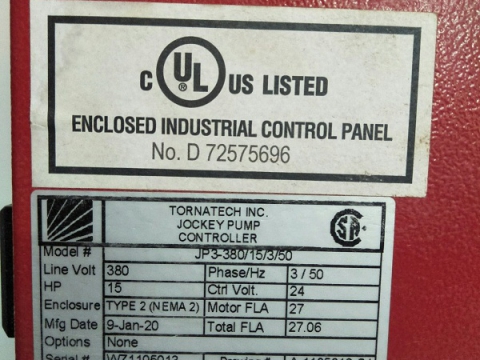 C UL ® US LISTED
ENCLOSED INDUSTRIAL CONTROL PANEL
No. D 72575696
TORNATECH INC.
JOCKEY PUMP
CONTROLLER
Model # JP3-380/15/3/50
Line Volt 380 Phase/Hz 3 / 50
HP 15 Ctrl Volt. 24
Enclosure TYPE 2 (NEMA 2) Motor FLA 27
Mfg Date 9-Jan-20 Total FLA 27.06
Options None
Serial #